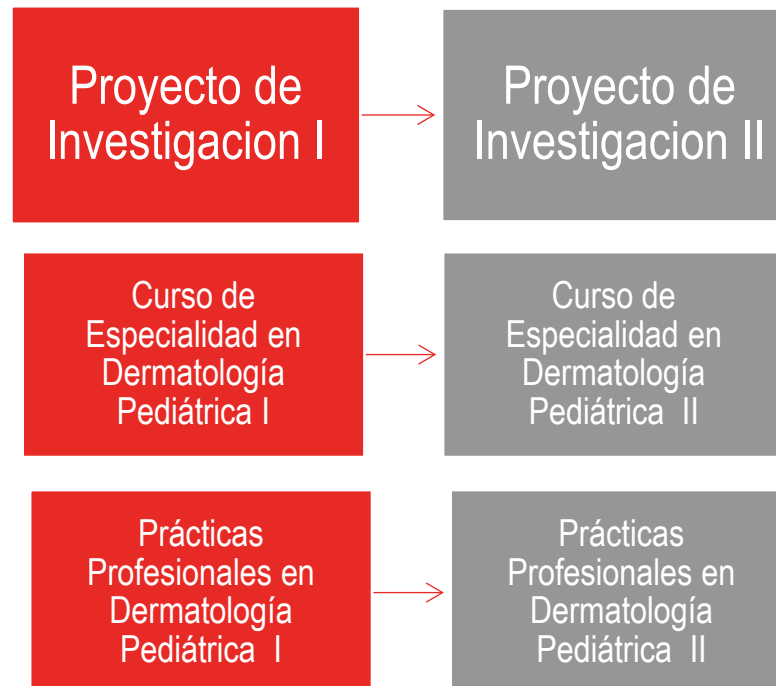 Proyecto de
Investigacion I
Proyecto de
Investigacion II
Curso de
Especialidad en
Dermatología
Pediátrica I
Curso de
Especialidad en
Dermatología
Pediátrica II
Prácticas
Profesionales en
Dermatología
Pediátrica I
Prácticas
Profesionales en
Dermatología
Pediátrica II